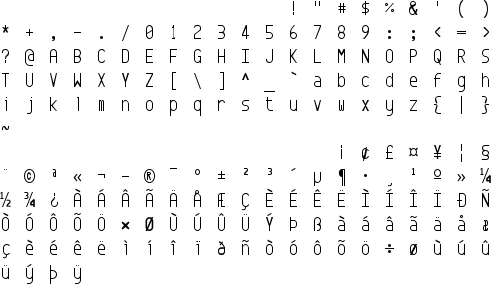 ! " # $ % & ' ( )
* + , - . / 0 1 2 3 4 5 6 7 8 9 : ; < = >
? @ A B C D E F G H I J K L M N O P Q R S
T U V W X Y Z [ \ ] ^ _ ` a b c d e f g h
i j k l m n o p q r s t u v w x y z { | }
~
¡ ¢ £ ¤ ¥ ¦ §
¨ © ª « ¬ - ® ¯ ° ± ² ³ ´ µ ¶ · ¸ ¹ º » ¼
½ ¾ ¿ À Á Â Ã Ä Å Æ Ç È É Ê Ë Ì Í Î Ï Ð Ñ
Ò Ó Ô Õ Ö × Ø Ù Ú Û Ü Ý Þ ß à á â ã ä å æ
ç è é ê ë ì í î ï ð ñ ò ó ô õ ö ÷ ø ù ú û
ü ý þ ÿ